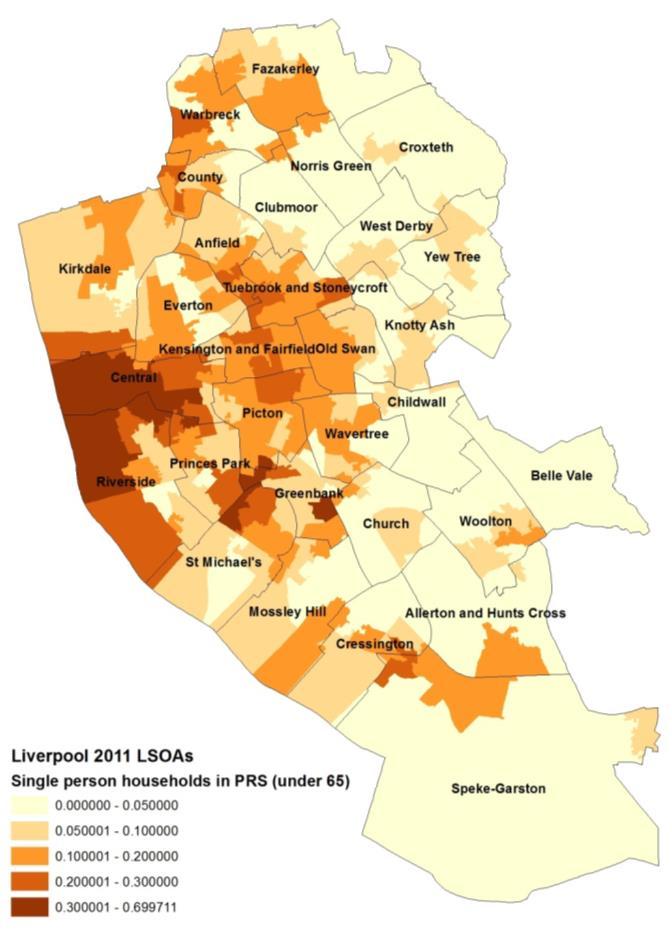 Fazakerley
Warbreck
Croxteth
Norris Green
County
Clubmoor
West Derby
Anfield
Yew Tree
Kirkdale
Tuebrook and Stoneycroft
Everton
Knotty Ash
Kensington and Fairfield
Old Swan
Central
Childwall
Picton
Wavertree
Princes Park
Belle Vale
Riverside
Greenbank
Woolton
Church
St Michael's
Mossley Hill
Allerton and Hunts Cross
Cressington
Speke-Garston
Liverpool 2011 LSOAs
Single person households in PRS (under 65)
0.000000 - 0.050000
0.050001 - 0.100000
0.100001 - 0.200000
0.200001 - 0.300000
0.300001 - 0.699711